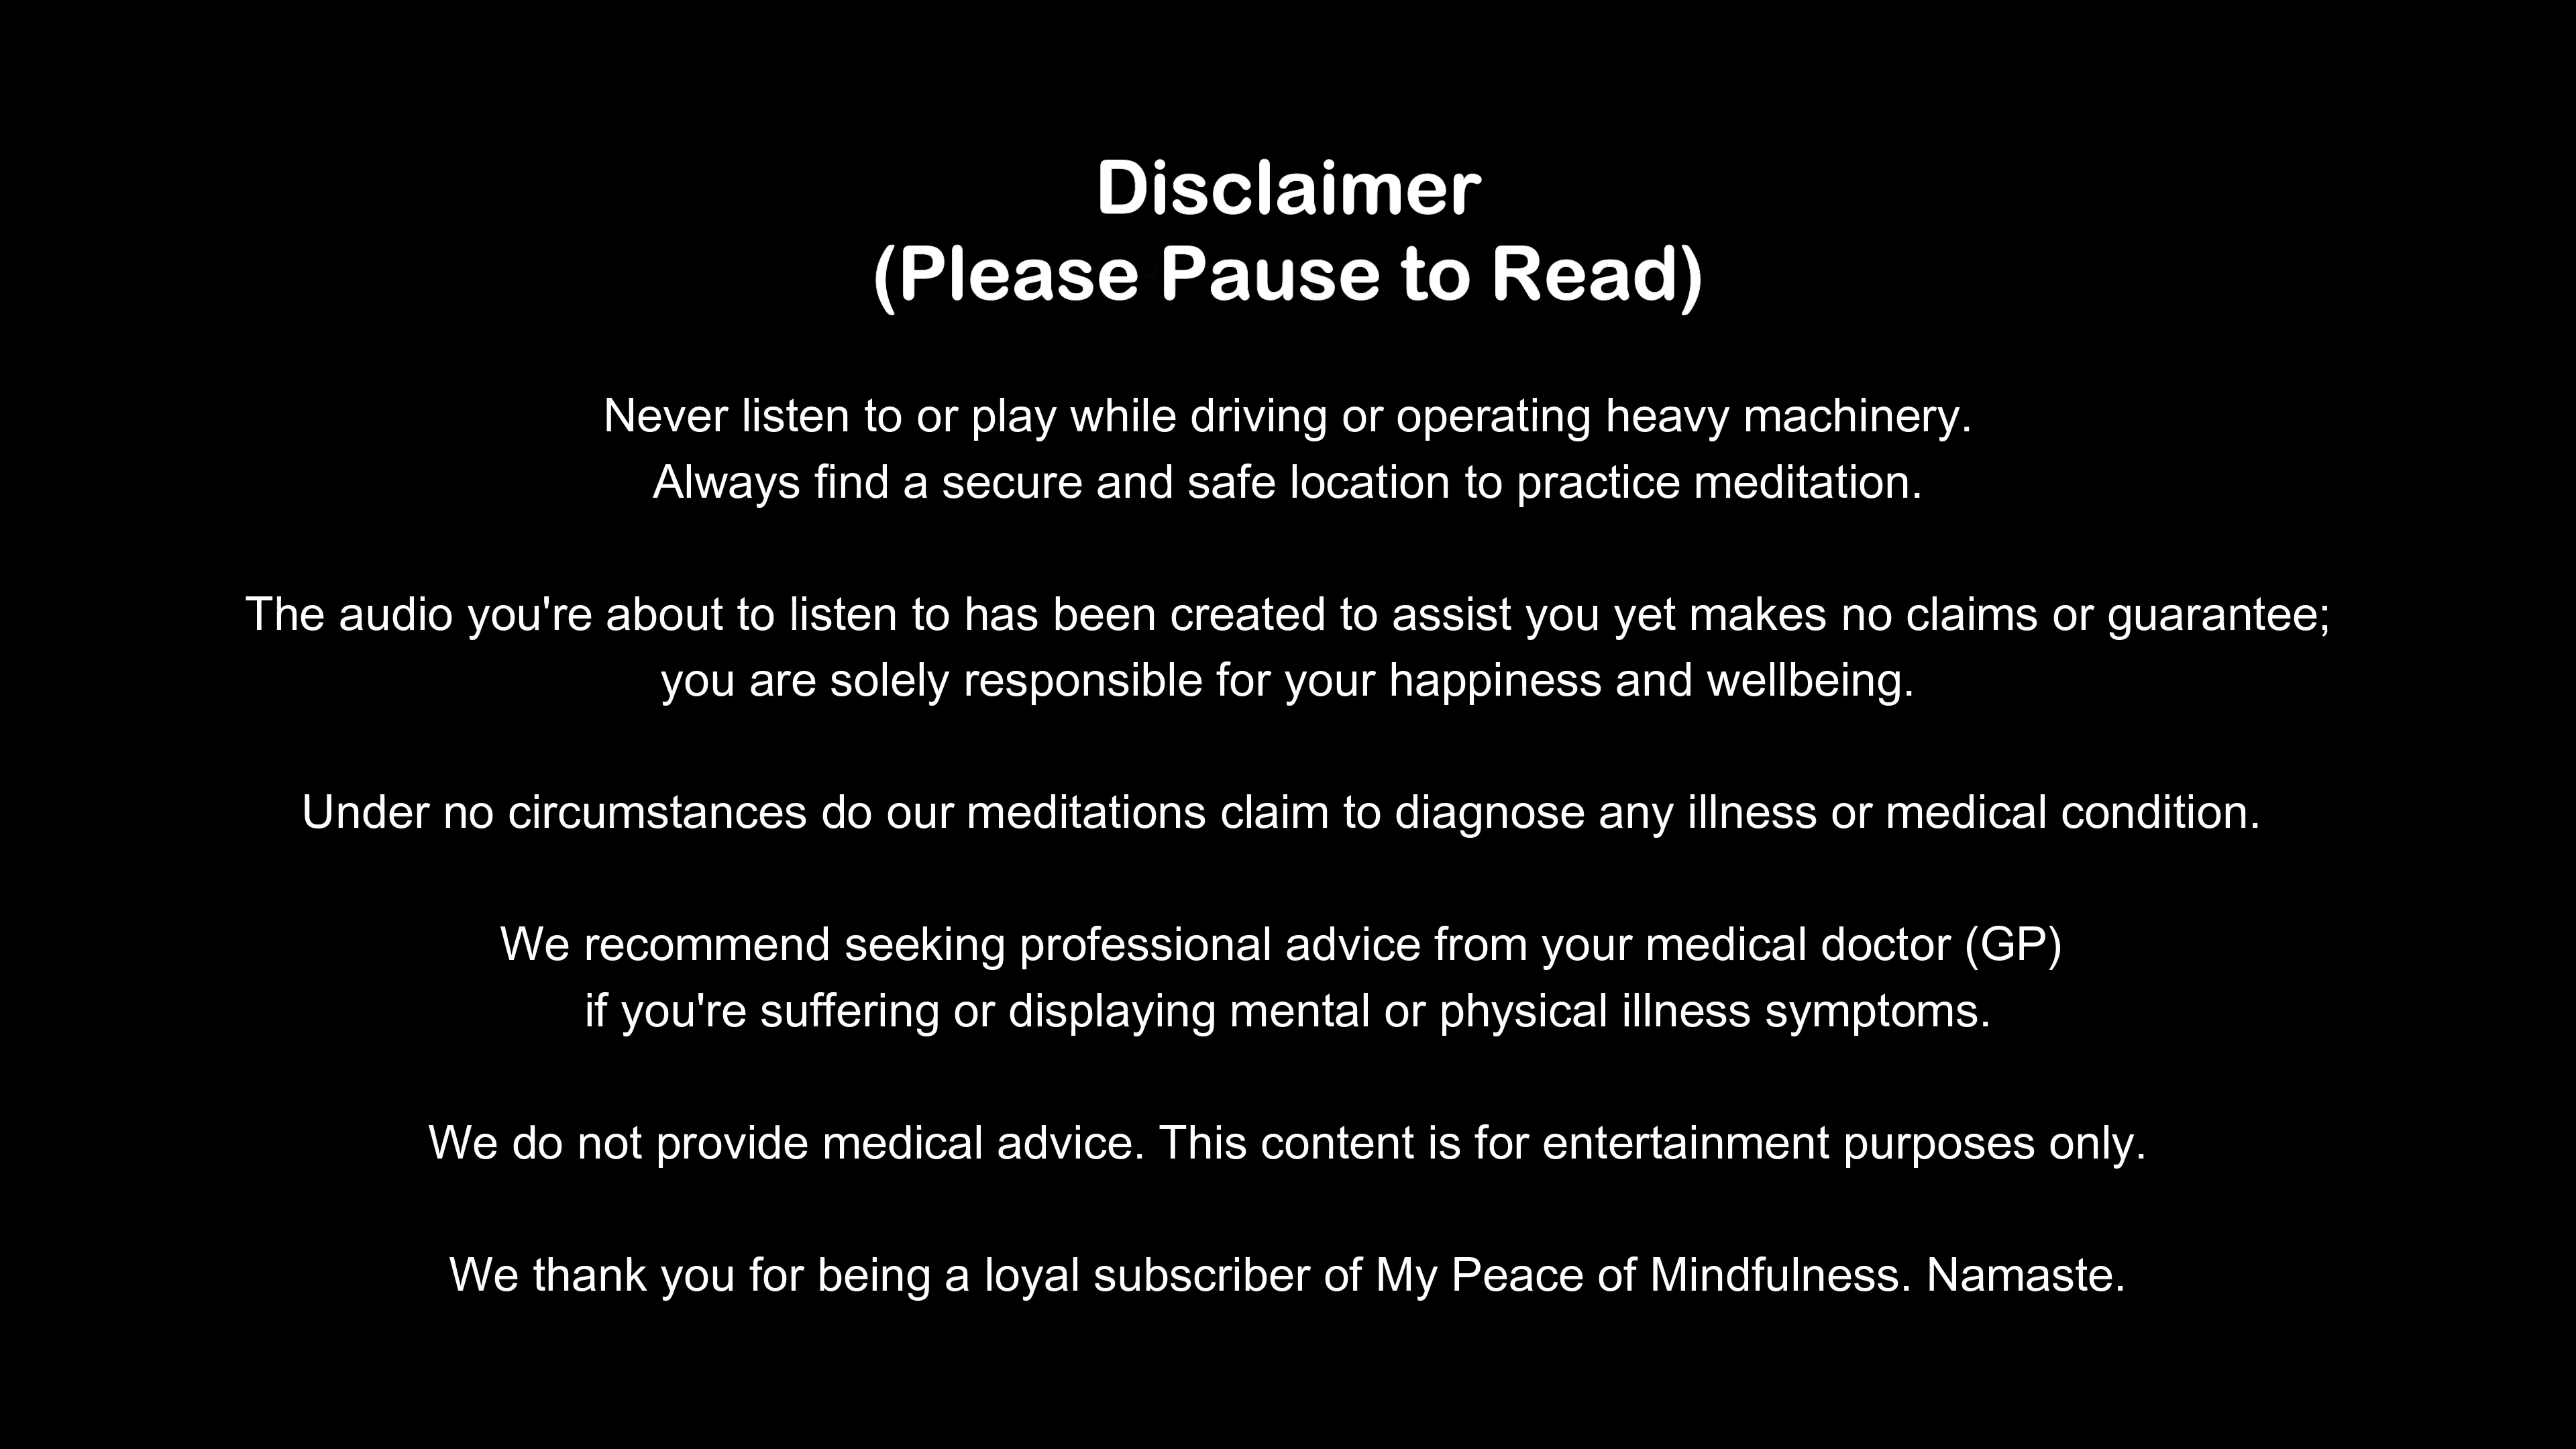 Disclaimer
(Please Pause to Read)
Never listen to or play while driving or operating heavy machinery.
Always find a secure and safe location to practice meditation.
The audio you're about to listen to has been created to assist you yet makes no claims or guarantee;
you are solely responsible for your happiness and wellbeing.
Under no circumstances do our meditations claim to diagnose any illness or medical condition.
We recommend seeking professional advice from your medical doctor (GP)
if you're suffering or displaying mental or physical illness symptoms.
We do not provide medical advice. This content is for entertainment purposes only.
We thank you for being a loyal subscriber of My Peace of Mindfulness. Namaste.